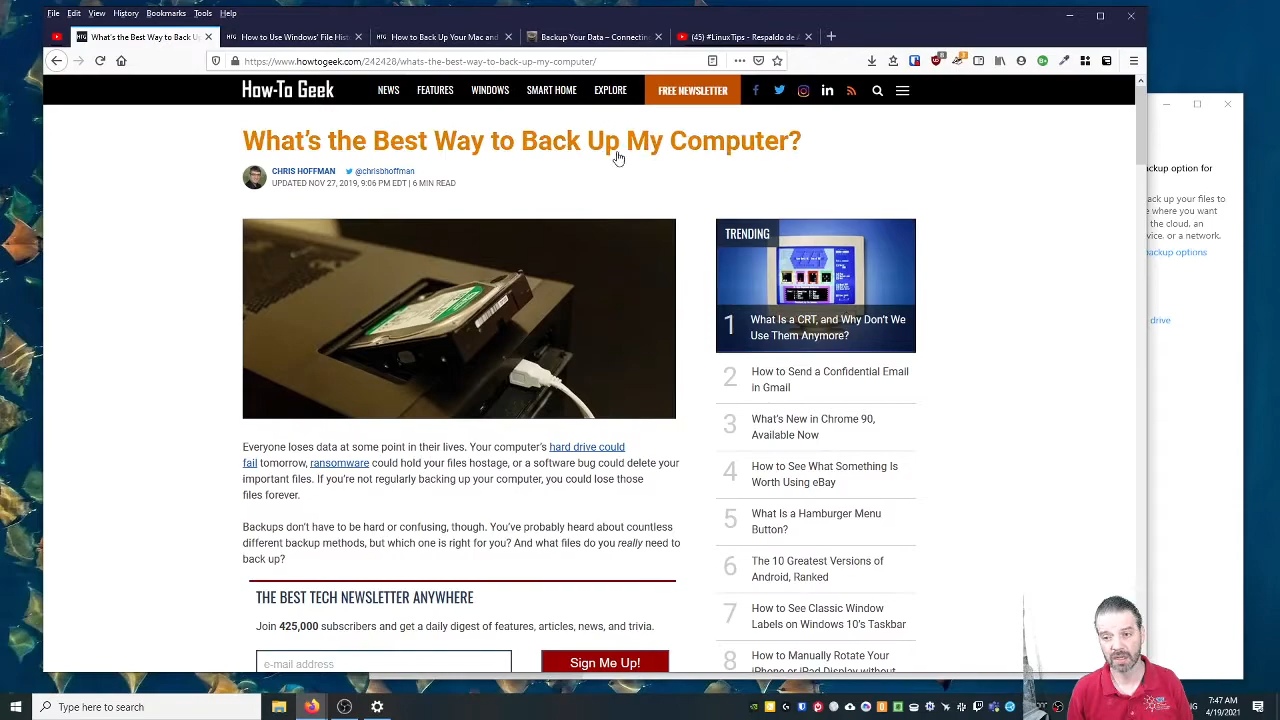 File Edit View History Bookmarks Tools Help
What's the Best Way to Back Up
How to Use Windows' File Hist
How to Back Up Your Mac and
Backup Your Data – Connectin
(45) #LinuxTips - Respaldo de A
https://www.howtogeek.com/242428/whats-the-best-way-to-back-up-my-computer/
How-To Geek
NEWS FEATURES WINDOWS SMART HOME EXPLORE FREE NEWSLETTER
What's the Best Way to Back Up My Computer?
CHRIS HOFFMAN @chrisbhoffman
UPDATED NOV 27, 2019, 9:06 PM EDT | 6 MIN READ
Everyone loses data at some point in their lives. Your computer's hard drive could
fail tomorrow, ransomware could hold your files hostage, or a software bug could delete your
important files. If you're not regularly backing up your computer, you could lose those
files forever.
Backups don't have to be hard or confusing, though. You've probably heard about countless
different backup methods, but which one is right for you? And what files do you really need to
back up?
THE BEST TECH NEWSLETTER ANYWHERE
Join 425,000 subscribers and get a daily digest of features, articles, news, and trivia.
e-mail address
Sign Me Up!
TRENDING
1 What Is a CRT, and Why Don't We
Use Them Anymore?
2 How to Send a Confidential Email
in Gmail
3 What's New in Chrome 90,
Available Now
4 How to See What Something Is
Worth Using eBay
5 What Is a Hamburger Menu
Button?
6 The 10 Greatest Versions of
Android, Ranked
7 How to See Classic Window
Labels on Windows 10's Taskbar
8 How to Manually Rotate Your
iPhone or iPad Display without
ackup option for
ack up your files to
e where you want
the cloud, an
vice, or a network.
backup options
drive
Type here to search
7:47 AM
4/19/2021